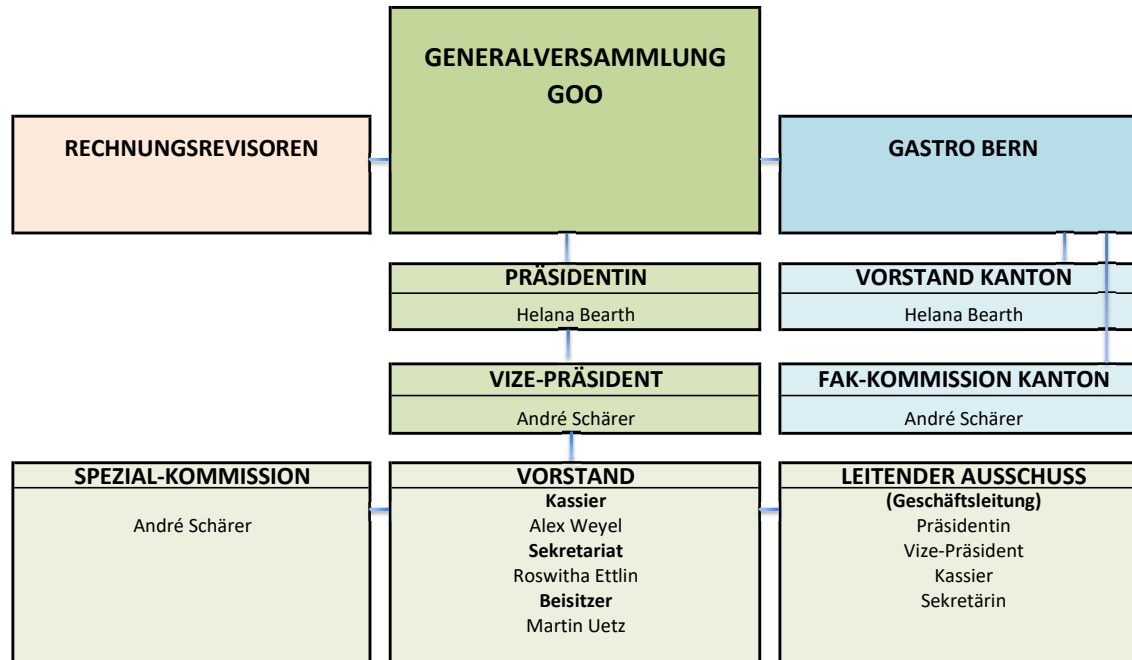 GENERALVERSAMMLUNG
GOO
RECHNUNGSREVISOREN
GASTRO BERN
PRÄSIDENTIN
Helana Bearth
VORSTAND KANTON
Helana Bearth
VIZE-PRÄSIDENT
André Schärer
FAK-KOMMISSION KANTON
André Schärer
SPEZIAL-KOMMISSION
André Schärer
VORSTAND
Kassier
Alex Weyel
Sekretariat
Roswitha Ettlin
Beisitzer
Martin Uetz
LEITENDER AUSSCHUSS
(Geschäftsleitung)
Präsidentin
Vize-Präsident
Kassier
Sekretärin